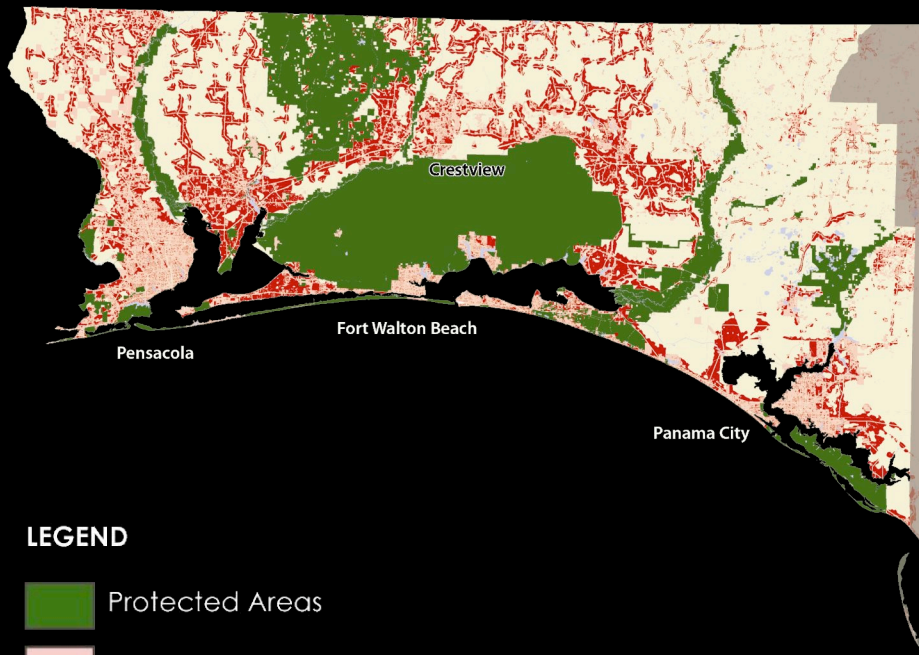 Crestview
Fort Walton Beach
Pensacola
Panama City
LEGEND
Protected Areas